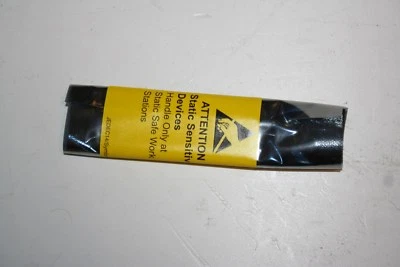 ATTENTION
Static Sensitive
Devices
Handle Only at
Static Safe Work
Stations